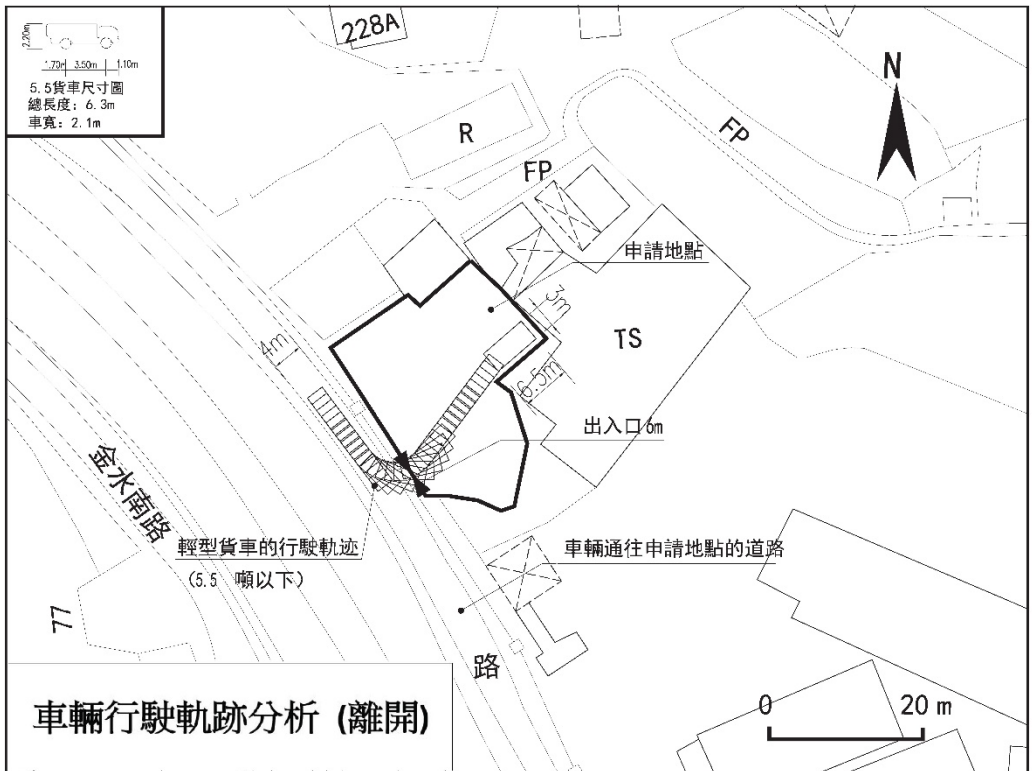 2.20m
1.70m 3.50m 1.10m
5.5貨車尺寸圖
總長度: 6.3m
車寬: 2.1m
228A
N
R
FP
FP
申請地點
3m
TS
4m
6.5m
出入口6m
金水南路
輕型貨車的行駛軌迹
(5.5 噸以下)
車輛通往申請地點的道路
77
路
車輛行駛軌跡分析 (離開)
0 20 m